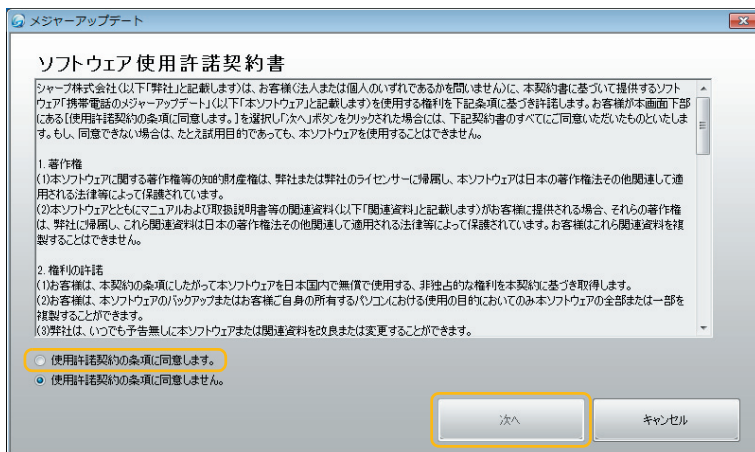 メジャーアップデート
ソフトウェア使用許諾契約書
シャープ株式会社(以下「弊社」と記載します)は、お客様(法人または個人のいずれであるかを問いません)に、本契約書に基づいて提供するソフト
ウェア「携帯電話のメジャーアップデート」(以下「本ソフトウェア」と記載します)を使用する権利を下記条項に基づき許諾します。お客様が本画面下部
にある[使用許諾契約の条項に同意します。]を選択し「次へ」ボタンをクリックされた場合には、下記契約書のすべてにご同意いただいたものといたしま
す。もし、同意できない場合は、たとえ試用目的であっても、本ソフトウェアを使用することはできません。
1. 著作権
(1)本ソフトウェアに関する著作権等の知的財産権は、弊社または弊社のライセンサーに帰属し、本ソフトウェアは日本の著作権法その他関連して適
用される法律等によって保護されています。
(2)本ソフトウェアとともにマニュアルおよび取扱説明書等の関連資料(以下「関連資料」と記載します)がお客様に提供される場合、それらの著作権
は、弊社に帰属し、これら関連資料は日本の著作権法その他関連して適用される法律等によって保護されています。お客様はこれら関連資料を複
製することはできません。
2. 権利の許諾
(1)お客様は、本契約の条項にしたがって本ソフトウェアを日本国内で無償で使用する、非独占的な権利を本契約に基づき取得します。
(2)お客様は、本ソフトウェアのバックアップまたはお客様ご自身の所有するパソコンにおける使用の目的においてのみ本ソフトウェアの全部または一部を
複製することができます。
(3)弊社は、いつでも予告無しに本ソフトウェアまたは関連資料を改良または変更することができます。
使用許諾契約の条項に同意します。
使用許諾契約の条項に同意しません。
次へ
キャンセル